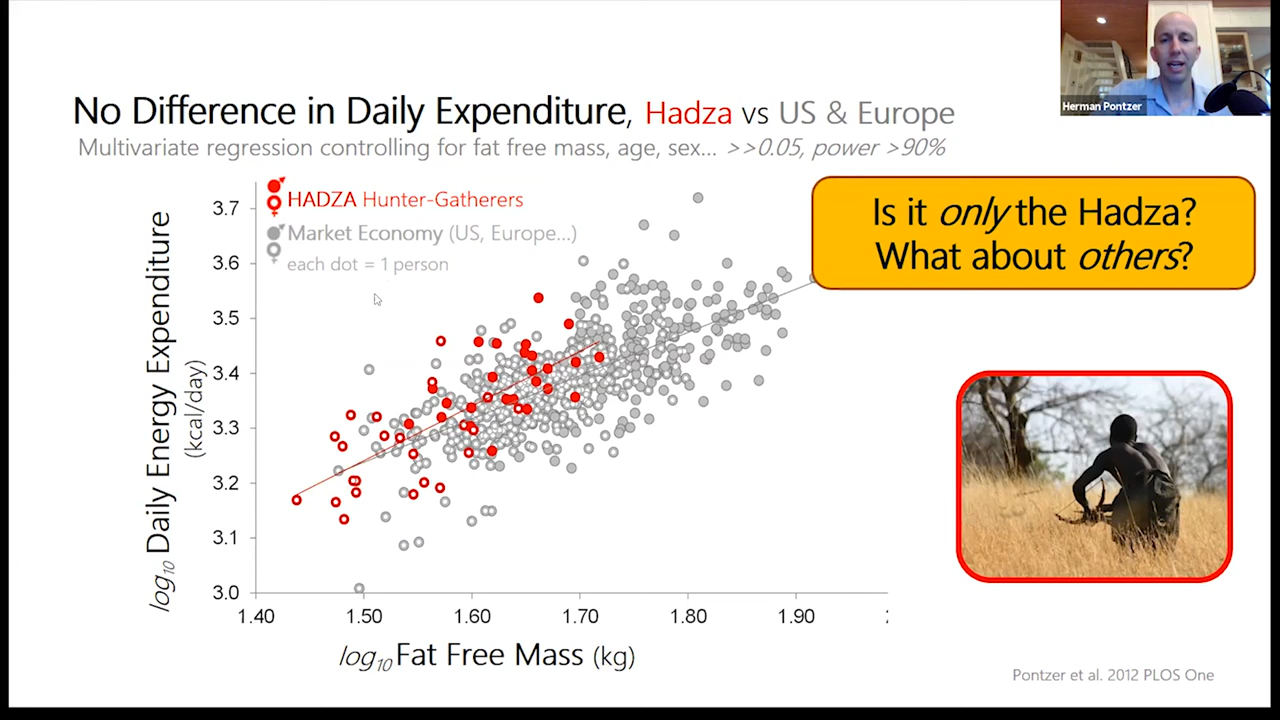 Herman Pontzer
No Difference in Daily Expenditure, Hadza vs US & Europe
Multivariate regression controlling for fat free mass, age, sex... >>0.05, power >90%
HADZA Hunter-Gatherers
Market Economy (US, Europe...)
each dot = 1 person
Is it only the Hadza?
What about others?
log10 Daily Energy Expenditure
(kcal/day)
3.7
3.6
3.5
3.4
3.3
3.2
3.1
3.0
1.40 1.50 1.60 1.70 1.80 1.90
log10 Fat Free Mass (kg)
Pontzer et al. 2012 PLOS One